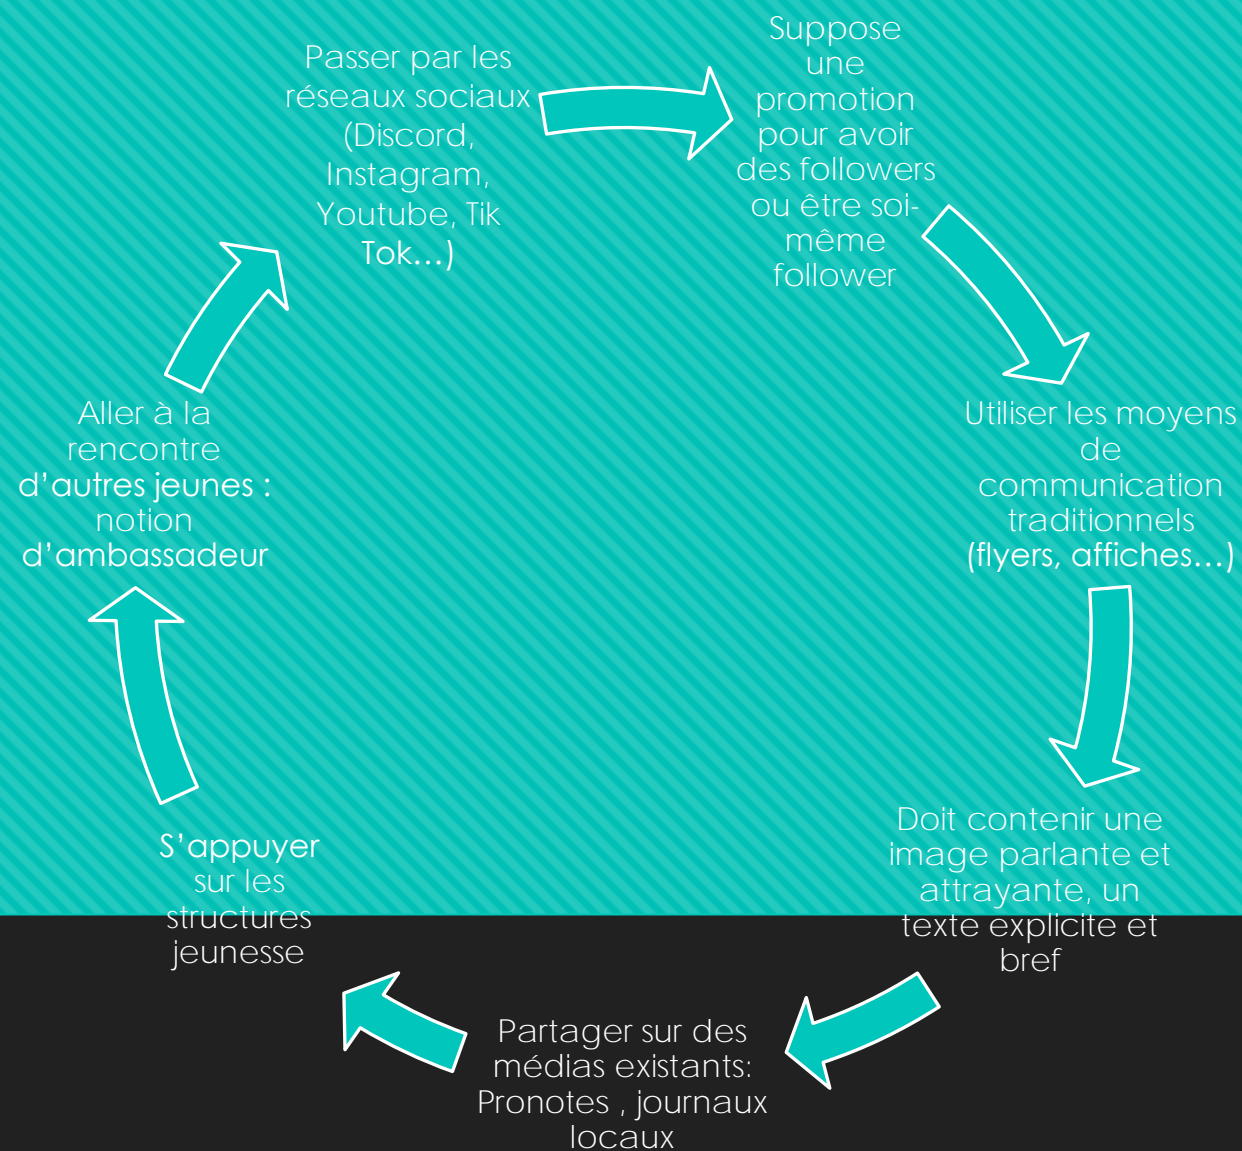 Passer par les
réseaux sociaux
(Discord,
Instagram,
Youtube, Tik
Tok…)
Suppose
une
promotion
pour avoir
des followers
ou être soi-
même
follower
Utiliser les moyens
de
communication
traditionnels
(flyers, affiches…)
Doit contenir une
image parlante et
attrayante, un
texte explicite et
bref
Partager sur des
médias existants:
Pronotes , journaux
locaux
S’appuyer
sur les
structures
jeunesse
Aller à la
rencontre
d’autres jeunes :
notion
d’ambassadeur